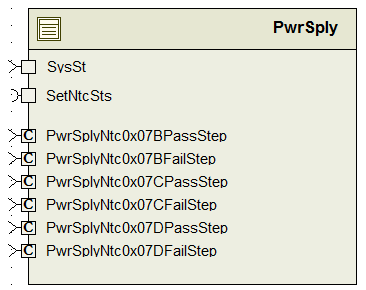 PwrSply
SysSt
SetNtcSts
C PwrSplyNtc0x07BPassStep
C PwrSplyNtc0x07BFailStep
C PwrSplyNtc0x07CPassStep
C PwrSplyNtc0x07CFailStep
C PwrSplyNtc0x07DPassStep
C PwrSplyNtc0x07DFailStep